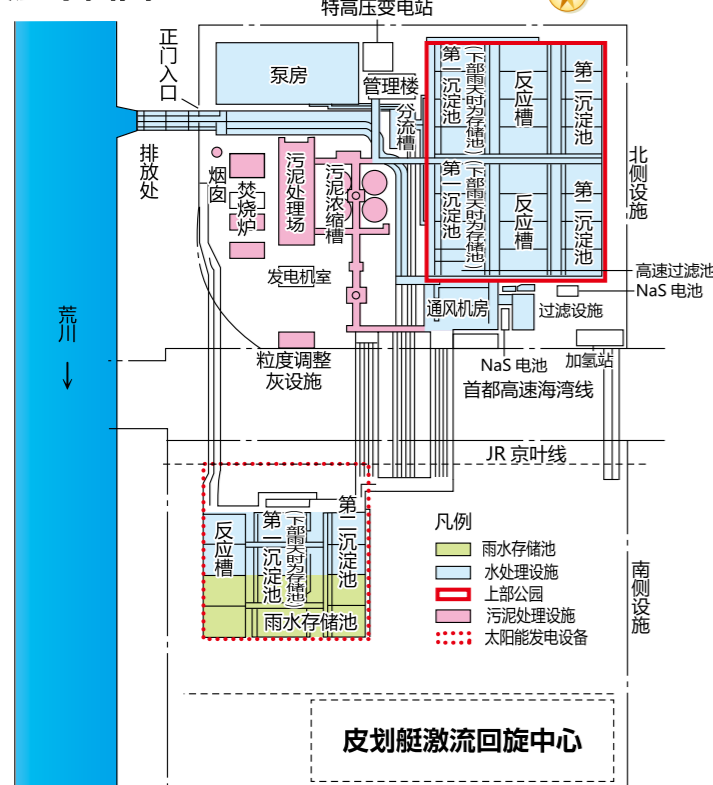 特高压变电站
正门入口
泵房
管理楼
分流槽
第一沉淀池
(下部雨天时为存储池)
反应槽
第二沉淀池
排放处
烟囱
焚烧炉
污泥处理场
污泥浓缩槽
第一沉淀池
(下部雨天时为存储池)
反应槽
第二沉淀池
北侧设施
发电机室
高速过滤池
NaS 电池
通风机房
过滤设施
荒川
粒度调整
灰设施
NaS 电池
加氢站
首都高速海湾线
JR 京叶线
反应槽
第一沉淀池
(下部雨天时为存储池)
第二沉淀池
雨水存储池
凡例
雨水存储池
水处理设施
上部公园
污泥处理设施
太阳能发电设备
南侧设施
皮划艇激流回旋中心